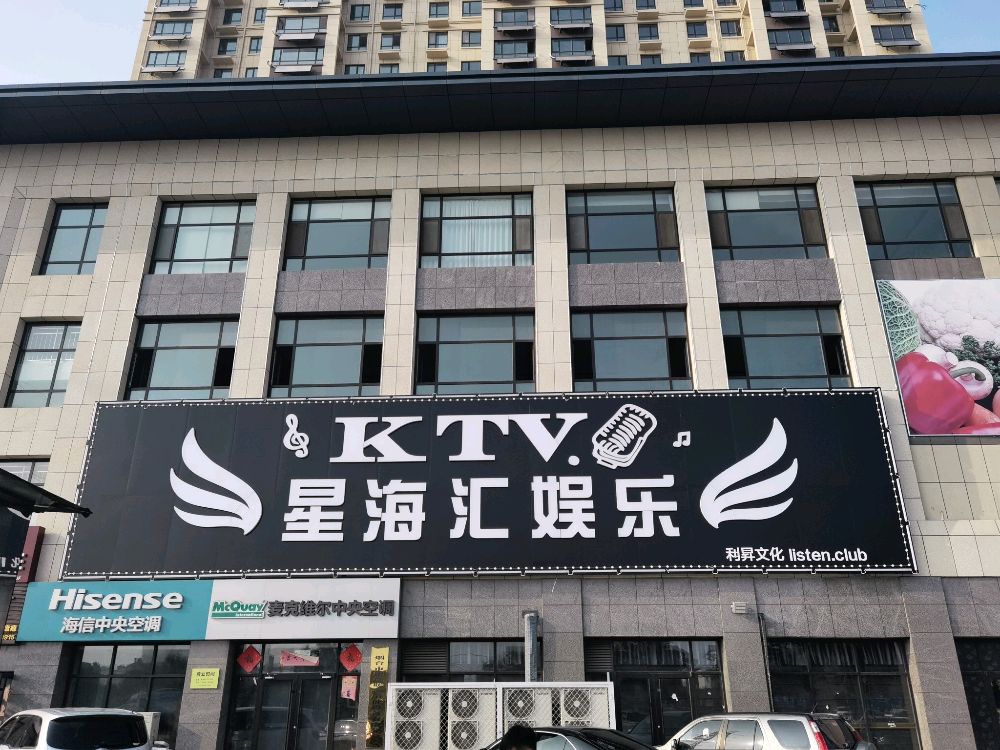 KTV.
星海汇娱乐
利昇文化 listen.club
Hisense
海信中央空调
McQuay
International
麦克维尔中央空调